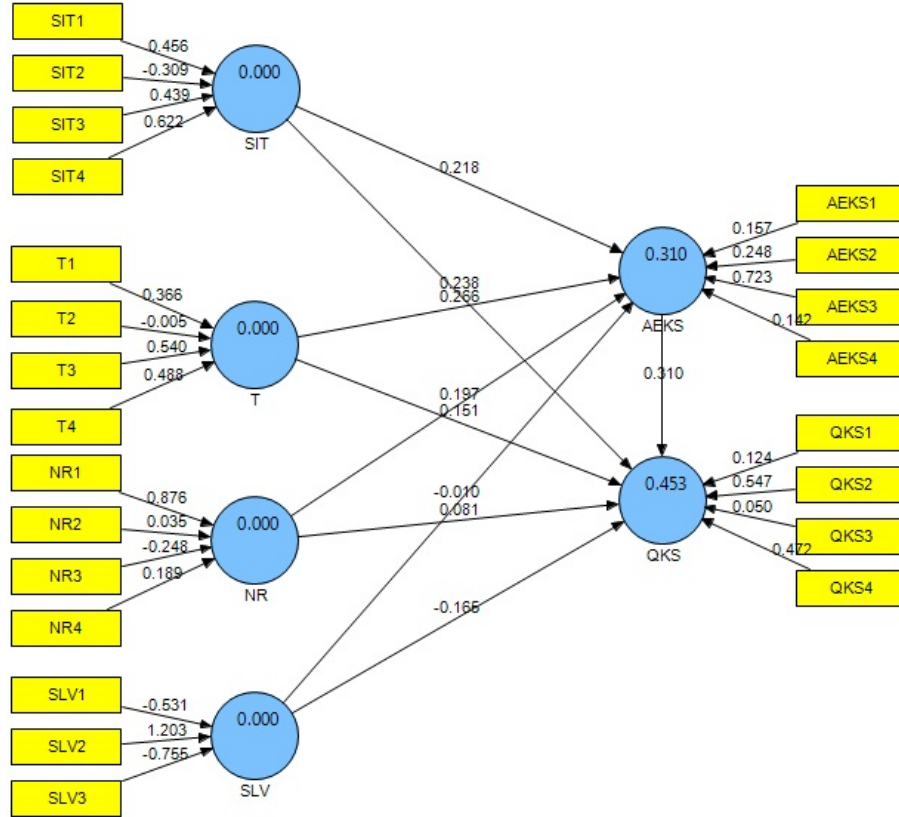 SIT1
0.456
SIT2
-0.309
SIT3
0.439
SIT4
0.622
0.000
SIT
0.218
0.238
T1
0.366
T2
-0.005
T3
0.540
T4
0.488
0.000
T
0.266
0.151
NR1
0.876
NR2
0.035
NR3
-0.248
NR4
0.189
0.000
NR
0.197
0.081
SLV1
-0.531
SLV2
1.203
SLV3
-0.755
0.000
SLV
-0.010
-0.165
0.310
AEKS
0.310
AEKS1
0.157
AEKS2
0.248
AEKS3
0.723
AEKS4
0.142
0.453
QKS
QKS1
0.124
QKS2
0.547
QKS3
0.050
QKS4
0.472